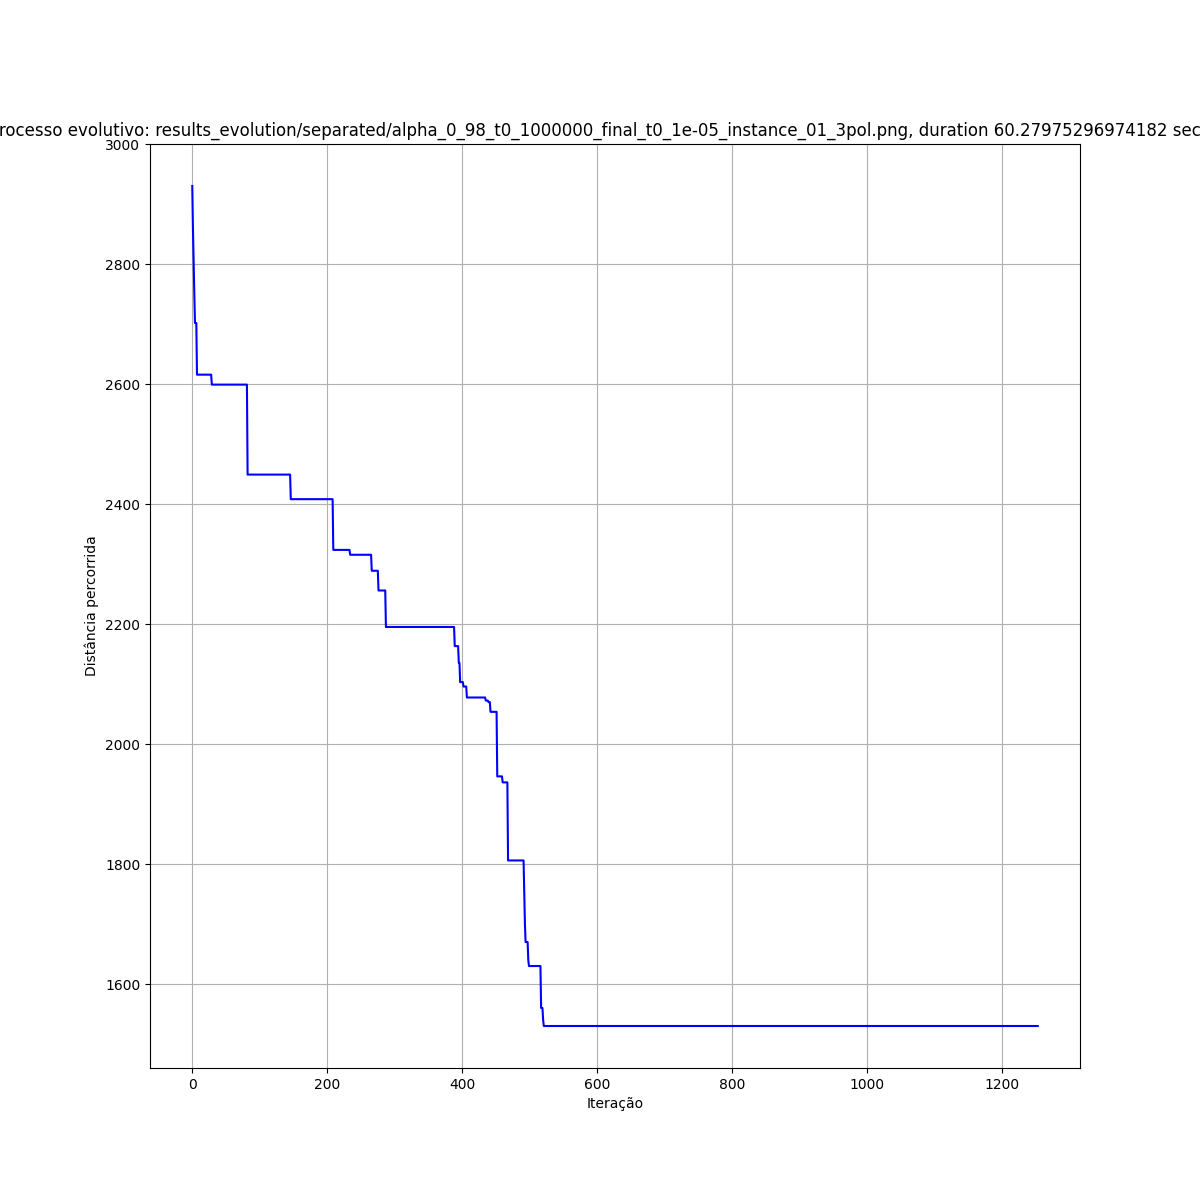 rocesso evolutivo: results_evolution/separated/alpha_0_98_t0_1000000_final_t0_1e-05_instance_01_3pol.png, duration 60.27975296974182 sec
3000
2800
2600
2400
2200
2000
1800
1600
Distância percorrida
0 200 400 600 800 1000 1200
Iteração